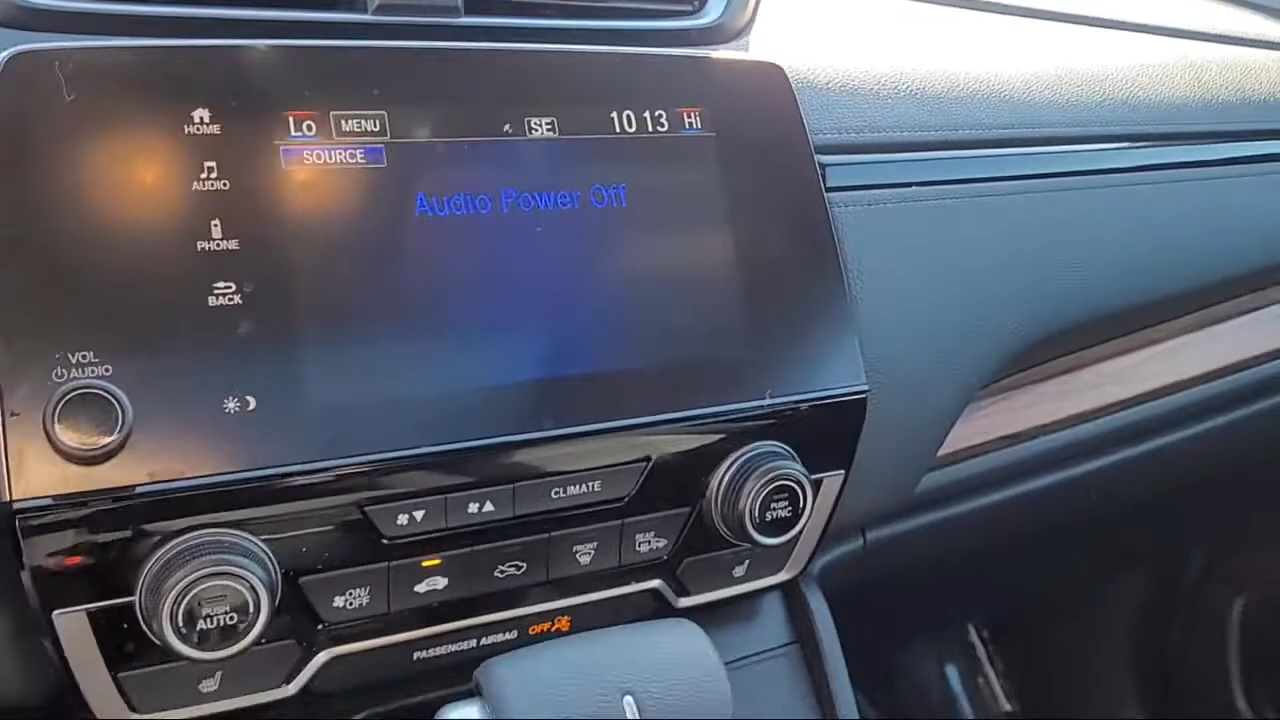 HOME
Lo MENU SE 10 13 Hi
SOURCE
AUDIO
Audio Power Off
PHONE
BACK
VOL
AUDIO
CLIMATE
PUSH
SYNC
ON/
OFF
FRONT
REAR
PUSH
AUTO
PASSENGER AIRBAG OFF